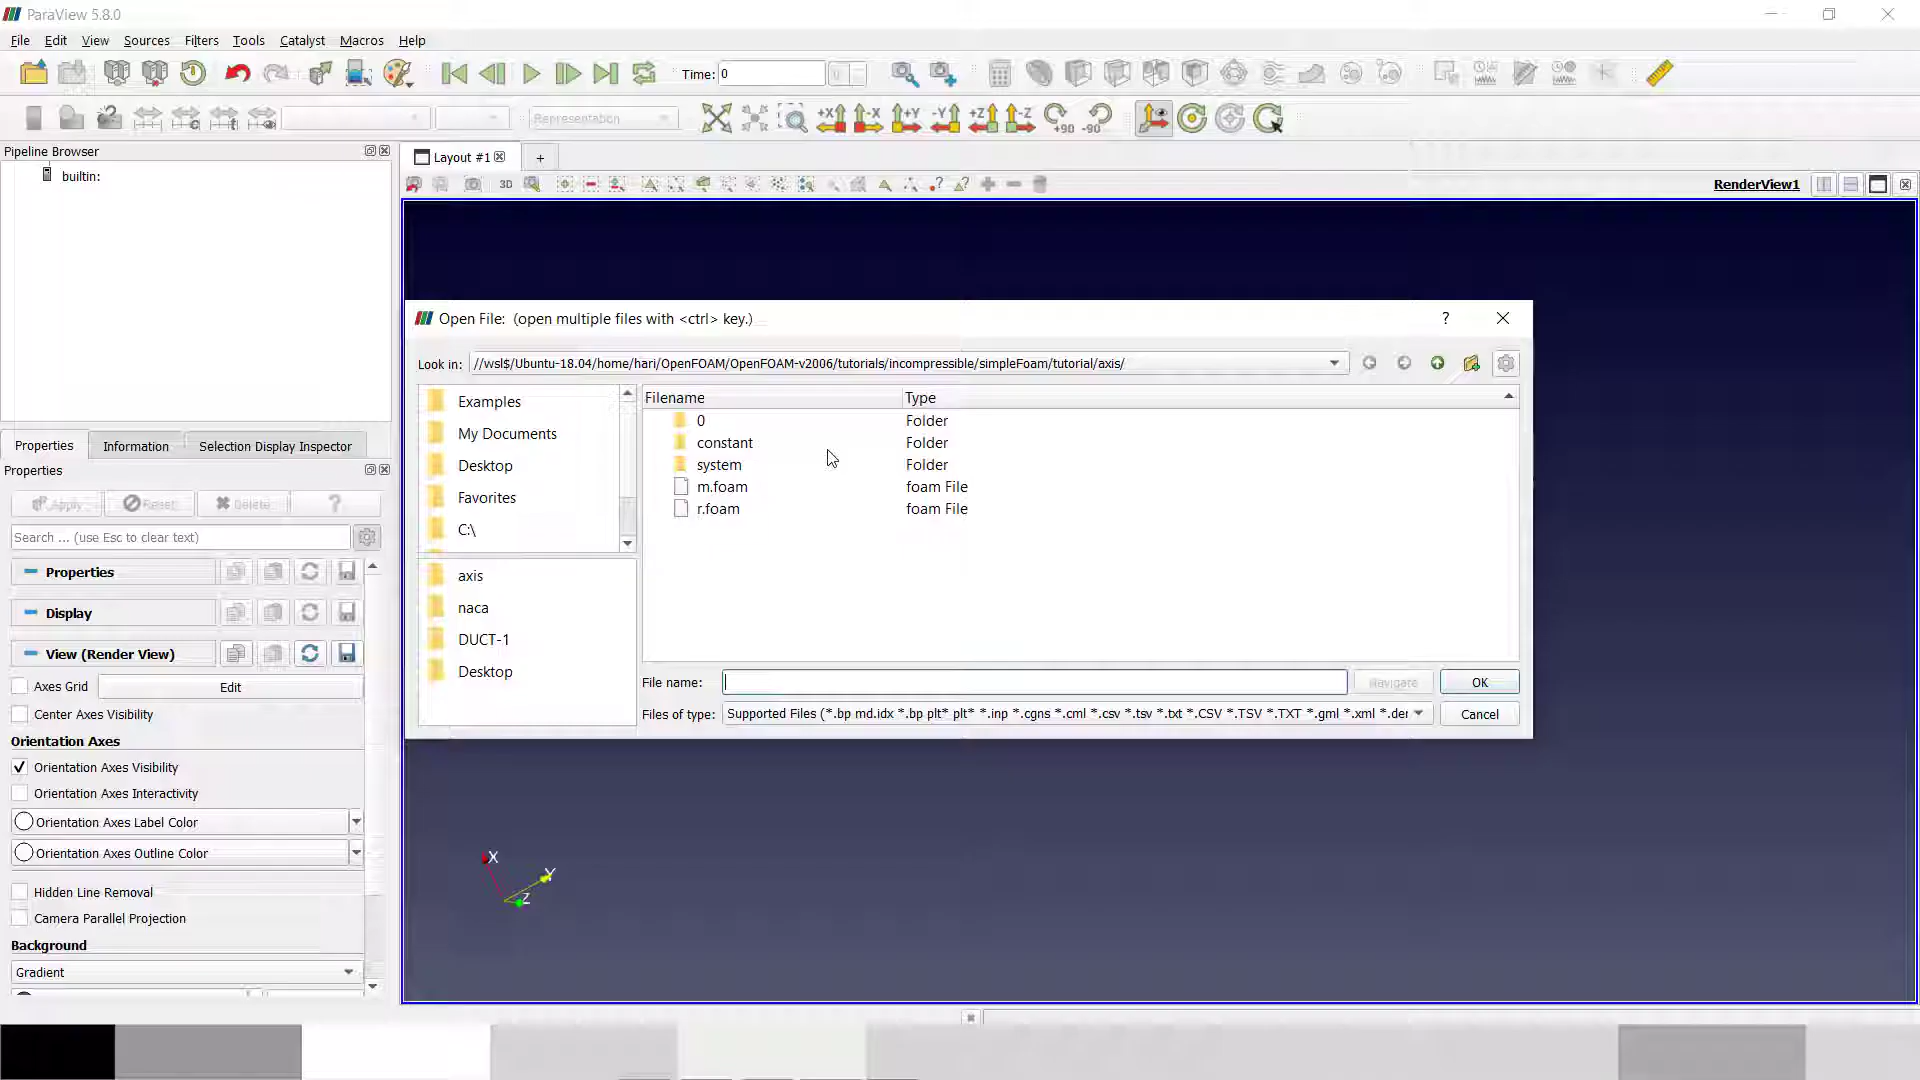 ParaView 5.8.0
File Edit View Sources Filters Tools Catalyst Macros Help
Time: 0
Representation
+X -X +Y -Y +Z -Z +90 -90
Pipeline Browser
Layout #1
+
builtin:
3D
RenderView1
Open File: (open multiple files with <ctrl> key.)
?
Look in: //wsl$/Ubuntu-18.04/home/hari/OpenFOAM/OpenFOAM-v2006/tutorials/incompressible/simpleFoam/tutorial/axis/
Examples
My Documents
Desktop
Favorites
C:\
axis
naca
DUCT-1
Desktop
Filename Type
0 Folder
constant Folder
system Folder
m.foam foam File
r.foam foam File
File name: Navigate OK
Files of type: Supported Files (*.bp md.idx *.bp plt* plt* *.inp *.cgns *.cml *.csv *.tsv *.txt *.CSV *.TSV *.TXT *.gml *.xml *.der Cancel
Properties Information Selection Display Inspector
Properties
Apply Reset Delete ?
Search ... (use Esc to clear text)
Properties
Display
View (Render View)
Axes Grid Edit
Center Axes Visibility
Orientation Axes
Orientation Axes Visibility
Orientation Axes Interactivity
Orientation Axes Label Color
Orientation Axes Outline Color
Hidden Line Removal
Camera Parallel Projection
Background
Gradient
X
Y
Z